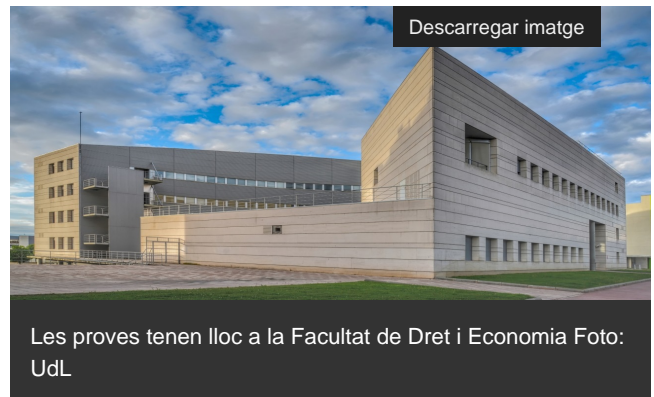 Descarregar imatge
Les proves tenen lloc a la Facultat de Dret i Economia Foto:
UdL